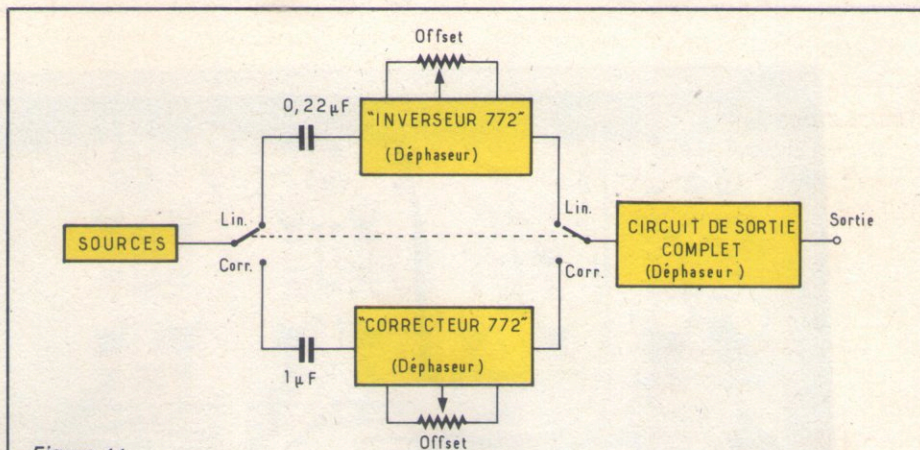 Offset
0,22µF
"INVERSEUR 772"
(Déphaseur)
Lin.
Lin.
SOURCES
CIRCUIT DE SORTIE
COMPLET
(Déphaseur)
Sortie
Corr.
Corr.
"CORRECTEUR 772"
(Déphaseur)
1µF
Offset